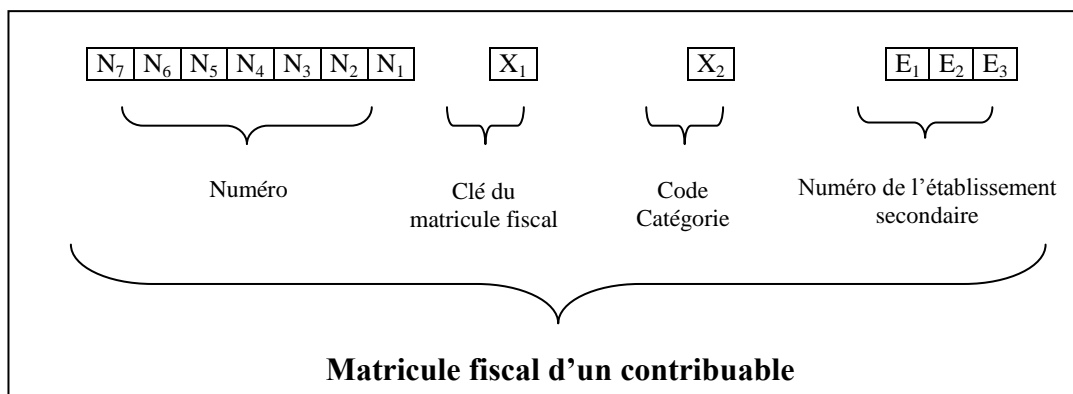 N₇ N₆ N₅ N₄ N₃ N₂ N₁ X₁ X₂ E₁ E₂ E₃
Numéro
Clé du
matricule fiscal
Code
Catégorie
Numéro de l’établissement
secondaire
Matricule fiscal d’un contribuable